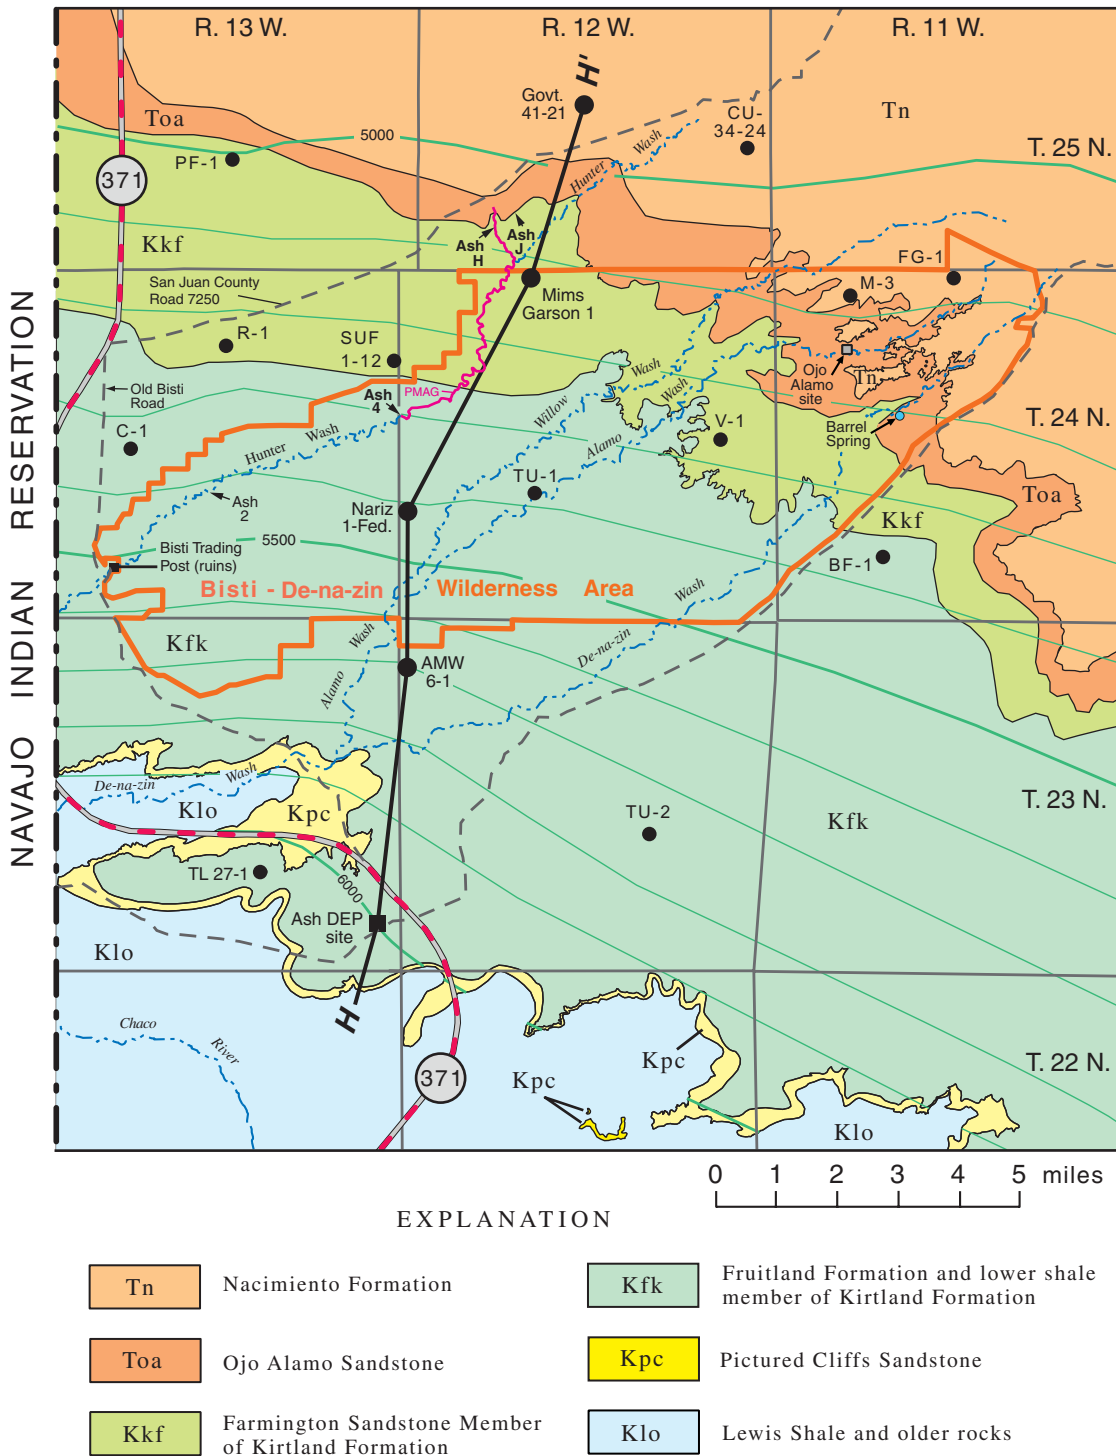 R. 13 W.
R. 12 W.
R. 11 W.
H'
Govt.
41-21
CU-
34-24
Tn
Toa
5000
Wash
Hunter
T. 25 N.
PF-1
371
Ash
H
Ash
J
Kkf
FG-1
San Juan County
Road 7250
Mims
Garson 1
M-3
R-1
SUF
1-12
Ojo
Alamo
site
Tn
Old Bisti
Road
PMAG
Ash
4
Willow
Wash
Wash
Alamo
Barrel
Spring
T. 24 N.
C-1
Hunter
Wash
V-1
TU-1
Toa
Ash
2
Nariz
1-Fed.
Kkf
5500
Bisti Trading
Post (ruins)
BF-1
Bisti - De-na-zin Wilderness Area
Wash
De-na-zin
Kfk
Wash
Alamo
AMW
6-1
NAVAJO INDIAN RESERVATION
De-na-zin
Wash
Klo
Kpc
TU-2
Kfk
T. 23 N.
TL 27-1
6000
Ash DEP
site
Klo
H
Chaco
River
Kpc
T. 22 N.
371
Kpc
Klo
0 1 2 3 4 5 miles
EXPLANATION
Tn
Nacimiento Formation
Toa
Ojo Alamo Sandstone
Kkf
Farmington Sandstone Member
of Kirtland Formation
Kfk
Fruitland Formation and lower shale
member of Kirtland Formation
Kpc
Pictured Cliffs Sandstone
Klo
Lewis Shale and older rocks